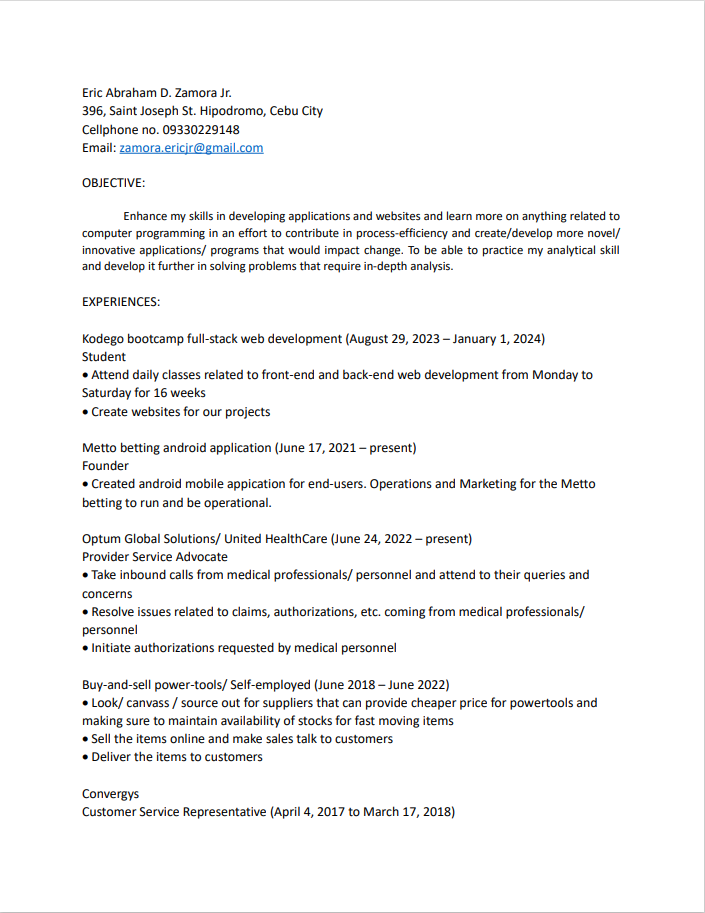 Eric Abraham D. Zamora Jr.
396, Saint Joseph St. Hipodromo, Cebu City
Cellphone no. 09330229148
Email: zamora.ericjr@gmail.com
OBJECTIVE:
Enhance my skills in developing applications and websites and learn more on anything related to
computer programming in an effort to contribute in process-efficiency and create/develop more novel/
innovative applications/ programs that would impact change. To be able to practice my analytical skill
and develop it further in solving problems that require in-depth analysis.
EXPERIENCES:
Kodego bootcamp full-stack web development (August 29, 2023 – January 1, 2024)
Student
• Attend daily classes related to front-end and back-end web development from Monday to
Saturday for 16 weeks
• Create websites for our projects
Metto betting android application (June 17, 2021 – present)
Founder
• Created android mobile appication for end-users. Operations and Marketing for the Metto
betting to run and be operational.
Optum Global Solutions/ United HealthCare (June 24, 2022 – present)
Provider Service Advocate
• Take inbound calls from medical professionals/ personnel and attend to their queries and
concerns
• Resolve issues related to claims, authorizations, etc. coming from medical professionals/
personnel
• Initiate authorizations requested by medical personnel
Buy-and-sell power-tools/ Self-employed (June 2018 – June 2022)
• Look/ canvass / source out for suppliers that can provide cheaper price for powertools and
making sure to maintain availability of stocks for fast moving items
• Sell the items online and make sales talk to customers
• Deliver the items to customers
Convergys
Customer Service Representative (April 4, 2017 to March 17, 2018)